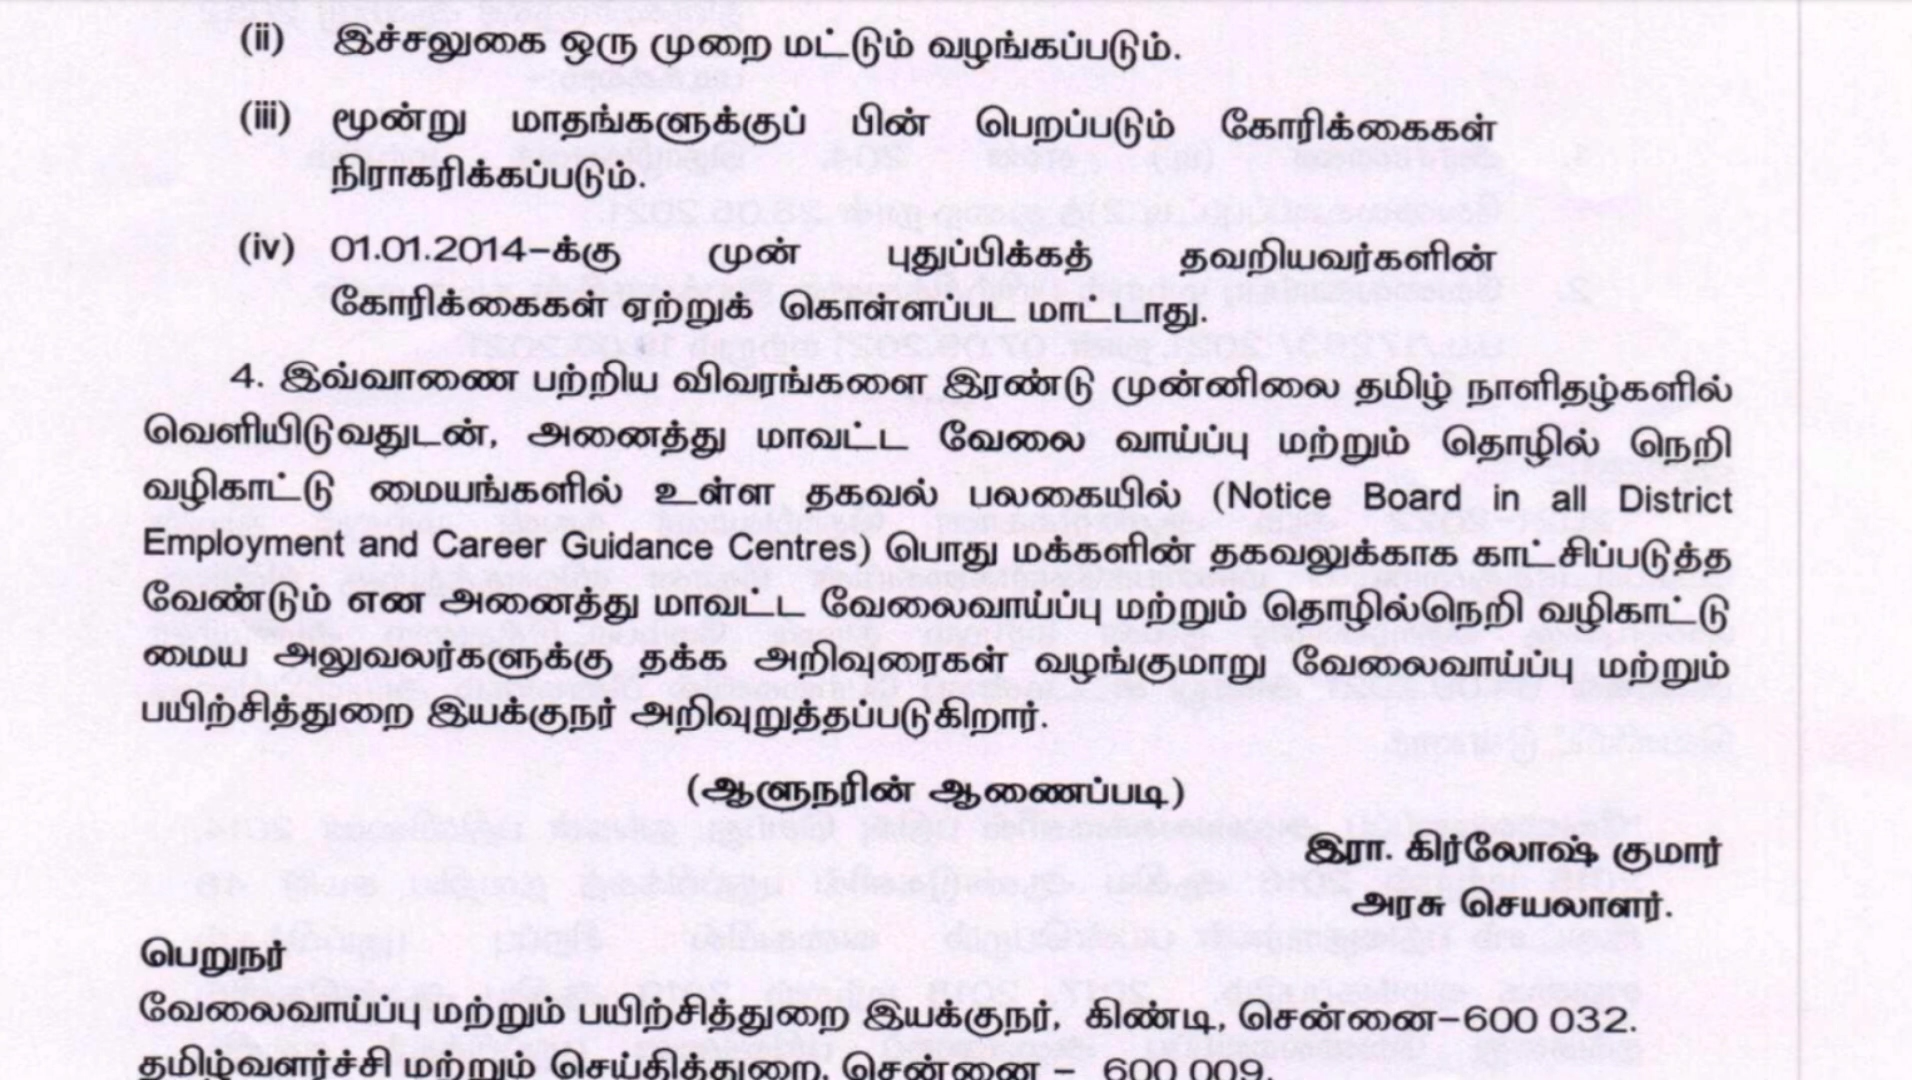 (ii) இச்சலுகை ஒரு முறை மட்டும் வழங்கப்படும்.
(iii) மூன்று மாதங்களுக்குப் பின் பெறப்படும் கோரிக்கைகள்
நிராகரிக்கப்படும்.
(iv) 01.01.2014-க்கு முன் புதுப்பிக்கத் தவறியவர்களின்
கோரிக்கைகள் ஏற்றுக் கொள்ளப்பட மாட்டாது.
4. இவ்வாணை பற்றிய விவரங்களை இரண்டு முன்னிலை தமிழ் நாளிதழ்களில்
வெளியிடுவதுடன், அனைத்து மாவட்ட வேலை வாய்ப்பு மற்றும் தொழில் நெறி
வழிகாட்டு மையங்களில் உள்ள தகவல் பலகையில் (Notice Board in all District
Employment and Career Guidance Centres) பொது மக்களின் தகவலுக்காக காட்சிப்படுத்த
வேண்டும் என அனைத்து மாவட்ட வேலைவாய்ப்பு மற்றும் தொழில்நெறி வழிகாட்டு
மைய அலுவலர்களுக்கு தக்க அறிவுரைகள் வழங்குமாறு வேலைவாய்ப்பு மற்றும்
பயிற்சித்துறை இயக்குநர் அறிவுறுத்தப்படுகிறார்.
(ஆளுநரின் ஆணைப்படி)
இரா. கிர்லோஷ் குமார்
அரசு செயலாளர்.
பெறுநர்
வேலைவாய்ப்பு மற்றும் பயிற்சித்துறை இயக்குநர், கிண்டி, சென்னை-600 032.
தமிழ்வளர்ச்சி மற்றும் செய்தித்துறை, சென்னை - 600 009.